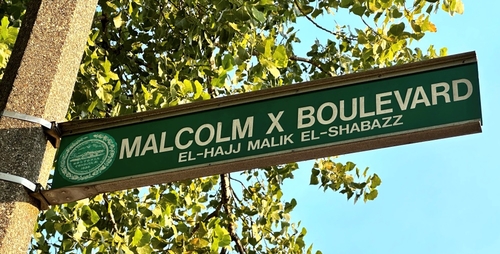 MALCOLM X BOULEVARD
EL-HAJJ MALIK EL-SHABAZZ